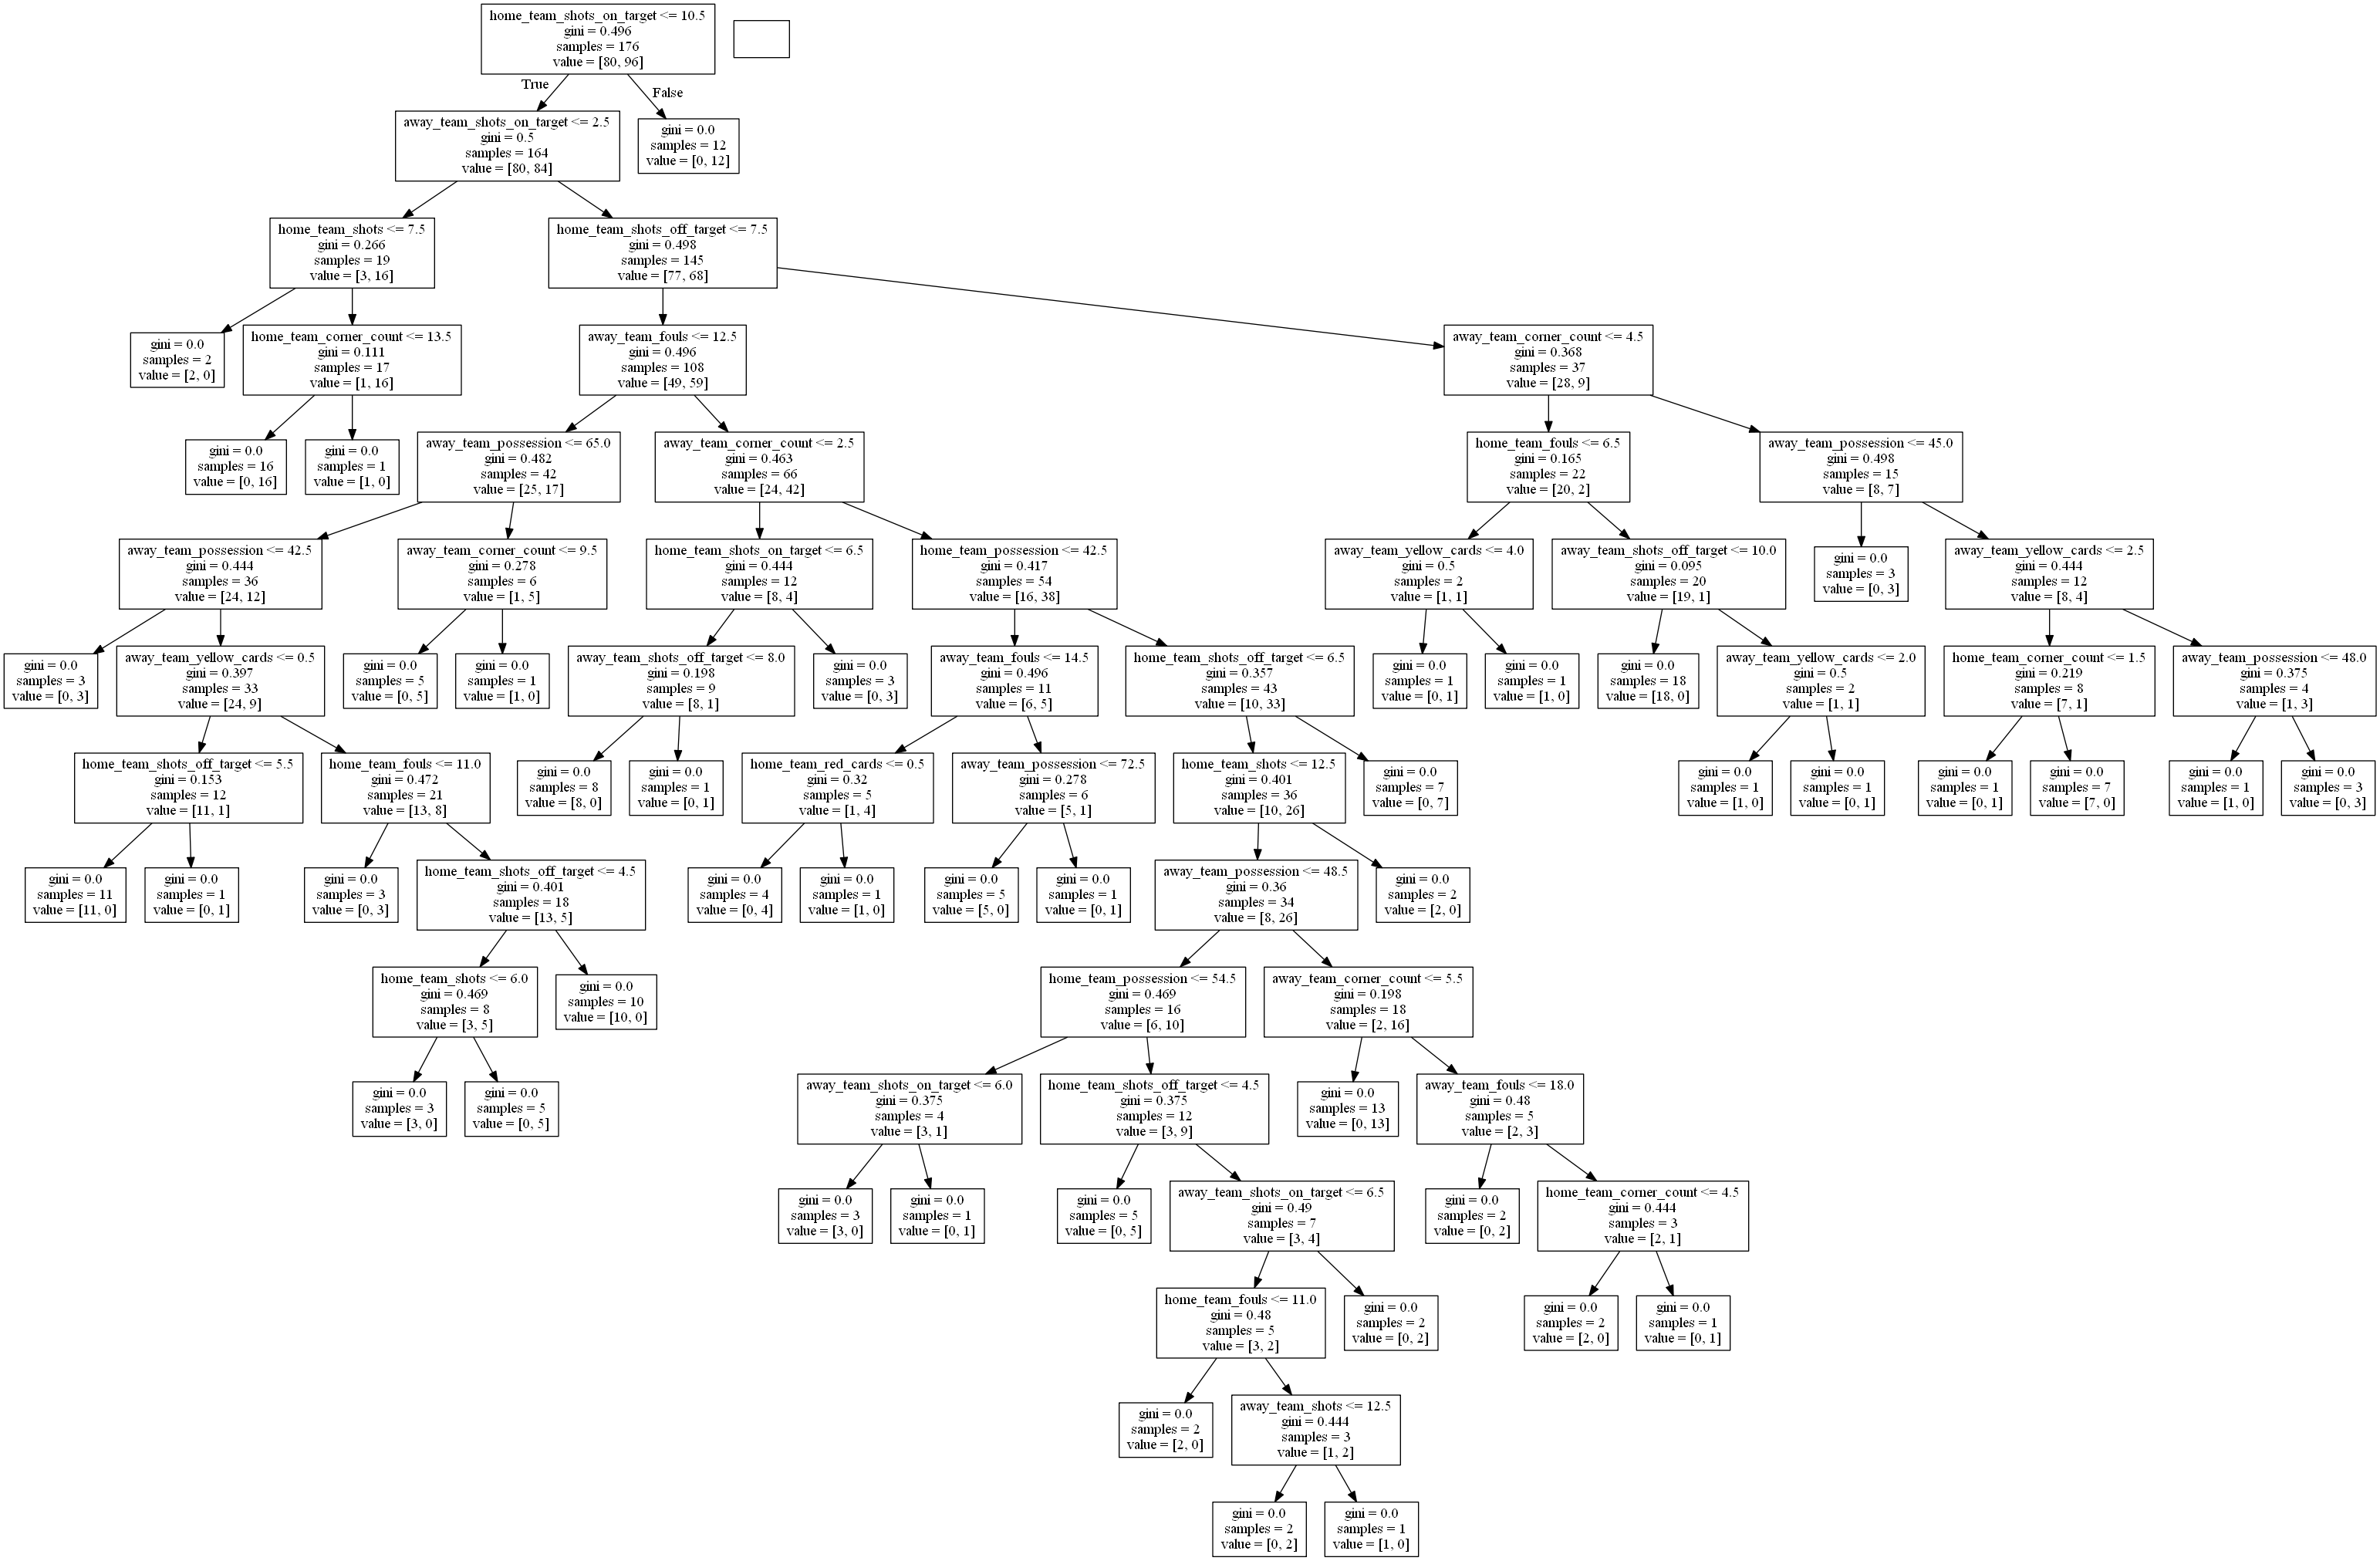 home_team_shots_on_target <= 10.5
gini = 0.496
samples = 176
value = [80, 96]
True
False
away_team_shots_on_target <= 2.5
gini = 0.5
samples = 164
value = [80, 84]
gini = 0.0
samples = 12
value = [0, 12]
home_team_shots <= 7.5
gini = 0.266
samples = 19
value = [3, 16]
home_team_shots_off_target <= 7.5
gini = 0.498
samples = 145
value = [77, 68]
gini = 0.0
samples = 2
value = [2, 0]
home_team_corner_count <= 13.5
gini = 0.111
samples = 17
value = [1, 16]
away_team_fouls <= 12.5
gini = 0.496
samples = 108
value = [49, 59]
away_team_corner_count <= 4.5
gini = 0.368
samples = 37
value = [28, 9]
gini = 0.0
samples = 16
value = [0, 16]
gini = 0.0
samples = 1
value = [1, 0]
away_team_possession <= 65.0
gini = 0.482
samples = 42
value = [25, 17]
away_team_corner_count <= 2.5
gini = 0.463
samples = 66
value = [24, 42]
home_team_fouls <= 6.5
gini = 0.165
samples = 22
value = [20, 2]
away_team_possession <= 45.0
gini = 0.498
samples = 15
value = [8, 7]
away_team_possession <= 42.5
gini = 0.444
samples = 36
value = [24, 12]
away_team_corner_count <= 9.5
gini = 0.278
samples = 6
value = [1, 5]
home_team_shots_on_target <= 6.5
gini = 0.444
samples = 12
value = [8, 4]
home_team_possession <= 42.5
gini = 0.417
samples = 54
value = [16, 38]
away_team_yellow_cards <= 4.0
gini = 0.5
samples = 2
value = [1, 1]
away_team_shots_off_target <= 10.0
gini = 0.095
samples = 20
value = [19, 1]
gini = 0.0
samples = 3
value = [0, 3]
away_team_yellow_cards <= 2.5
gini = 0.444
samples = 12
value = [8, 4]
gini = 0.0
samples = 3
value = [0, 3]
away_team_yellow_cards <= 0.5
gini = 0.397
samples = 33
value = [24, 9]
gini = 0.0
samples = 5
value = [0, 5]
gini = 0.0
samples = 1
value = [1, 0]
away_team_shots_off_target <= 8.0
gini = 0.198
samples = 9
value = [8, 1]
gini = 0.0
samples = 3
value = [0, 3]
away_team_fouls <= 14.5
gini = 0.496
samples = 11
value = [6, 5]
home_team_shots_off_target <= 6.5
gini = 0.357
samples = 43
value = [10, 33]
gini = 0.0
samples = 1
value = [0, 1]
gini = 0.0
samples = 1
value = [1, 0]
gini = 0.0
samples = 18
value = [18, 0]
away_team_yellow_cards <= 2.0
gini = 0.5
samples = 2
value = [1, 1]
home_team_corner_count <= 1.5
gini = 0.219
samples = 8
value = [7, 1]
away_team_possession <= 48.0
gini = 0.375
samples = 4
value = [1, 3]
home_team_shots_off_target <= 5.5
gini = 0.153
samples = 12
value = [11, 1]
home_team_fouls <= 11.0
gini = 0.472
samples = 21
value = [13, 8]
gini = 0.0
samples = 8
value = [8, 0]
gini = 0.0
samples = 1
value = [0, 1]
home_team_red_cards <= 0.5
gini = 0.32
samples = 5
value = [1, 4]
away_team_possession <= 72.5
gini = 0.278
samples = 6
value = [5, 1]
home_team_shots <= 12.5
gini = 0.401
samples = 36
value = [10, 26]
gini = 0.0
samples = 7
value = [0, 7]
gini = 0.0
samples = 1
value = [1, 0]
gini = 0.0
samples = 1
value = [0, 1]
gini = 0.0
samples = 1
value = [0, 1]
gini = 0.0
samples = 7
value = [7, 0]
gini = 0.0
samples = 1
value = [1, 0]
gini = 0.0
samples = 3
value = [0, 3]
gini = 0.0
samples = 11
value = [11, 0]
gini = 0.0
samples = 1
value = [0, 1]
gini = 0.0
samples = 3
value = [0, 3]
home_team_shots_off_target <= 4.5
gini = 0.401
samples = 18
value = [13, 5]
gini = 0.0
samples = 4
value = [0, 4]
gini = 0.0
samples = 1
value = [1, 0]
gini = 0.0
samples = 5
value = [5, 0]
gini = 0.0
samples = 1
value = [0, 1]
away_team_possession <= 48.5
gini = 0.36
samples = 34
value = [8, 26]
gini = 0.0
samples = 2
value = [2, 0]
home_team_shots <= 6.0
gini = 0.469
samples = 8
value = [3, 5]
gini = 0.0
samples = 10
value = [10, 0]
home_team_possession <= 54.5
gini = 0.469
samples = 16
value = [6, 10]
away_team_corner_count <= 5.5
gini = 0.198
samples = 18
value = [2, 16]
gini = 0.0
samples = 3
value = [3, 0]
gini = 0.0
samples = 5
value = [0, 5]
away_team_shots_on_target <= 6.0
gini = 0.375
samples = 4
value = [3, 1]
home_team_shots_off_target <= 4.5
gini = 0.375
samples = 12
value = [3, 9]
gini = 0.0
samples = 13
value = [0, 13]
away_team_fouls <= 18.0
gini = 0.48
samples = 5
value = [2, 3]
gini = 0.0
samples = 3
value = [3, 0]
gini = 0.0
samples = 1
value = [0, 1]
gini = 0.0
samples = 5
value = [0, 5]
away_team_shots_on_target <= 6.5
gini = 0.49
samples = 7
value = [3, 4]
gini = 0.0
samples = 2
value = [0, 2]
home_team_corner_count <= 4.5
gini = 0.444
samples = 3
value = [2, 1]
home_team_fouls <= 11.0
gini = 0.48
samples = 5
value = [3, 2]
gini = 0.0
samples = 2
value = [0, 2]
gini = 0.0
samples = 2
value = [2, 0]
gini = 0.0
samples = 1
value = [0, 1]
gini = 0.0
samples = 2
value = [2, 0]
away_team_shots <= 12.5
gini = 0.444
samples = 3
value = [1, 2]
gini = 0.0
samples = 2
value = [0, 2]
gini = 0.0
samples = 1
value = [1, 0]